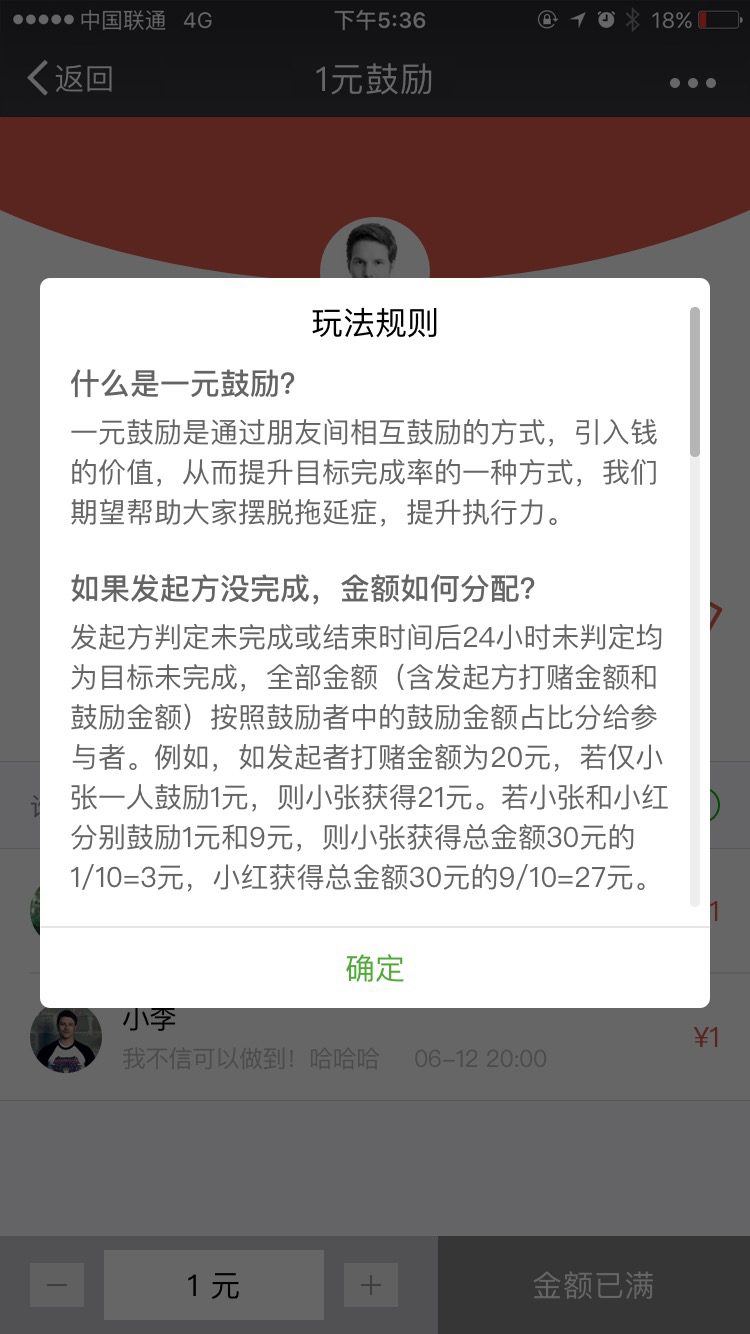 中国联通 4G 下午5:36 18%
返回 1元鼓励
玩法规则
什么是一元鼓励?
一元鼓励是通过朋友间相互鼓励的方式，引入钱
的价值，从而提升目标完成率的一种方式，我们
期望帮助大家摆脱拖延症，提升执行力。
如果发起方没完成，金额如何分配?
发起方判定未完成或结束时间后24小时未判定均
为目标未完成，全部金额（含发起方打赌金额和
鼓励金额）按照鼓励者中的鼓励金额占比分给参
与者。例如，如发起者打赌金额为20元，若仅小
张一人鼓励1元，则小张获得21元。若小张和小红
分别鼓励1元和9元，则小张获得总金额30元的
1/10=3元，小红获得总金额30元的9/10=27元。
确定
小李
¥1
我不信可以做到！哈哈哈 06-12 20:00
1 元
金额已满